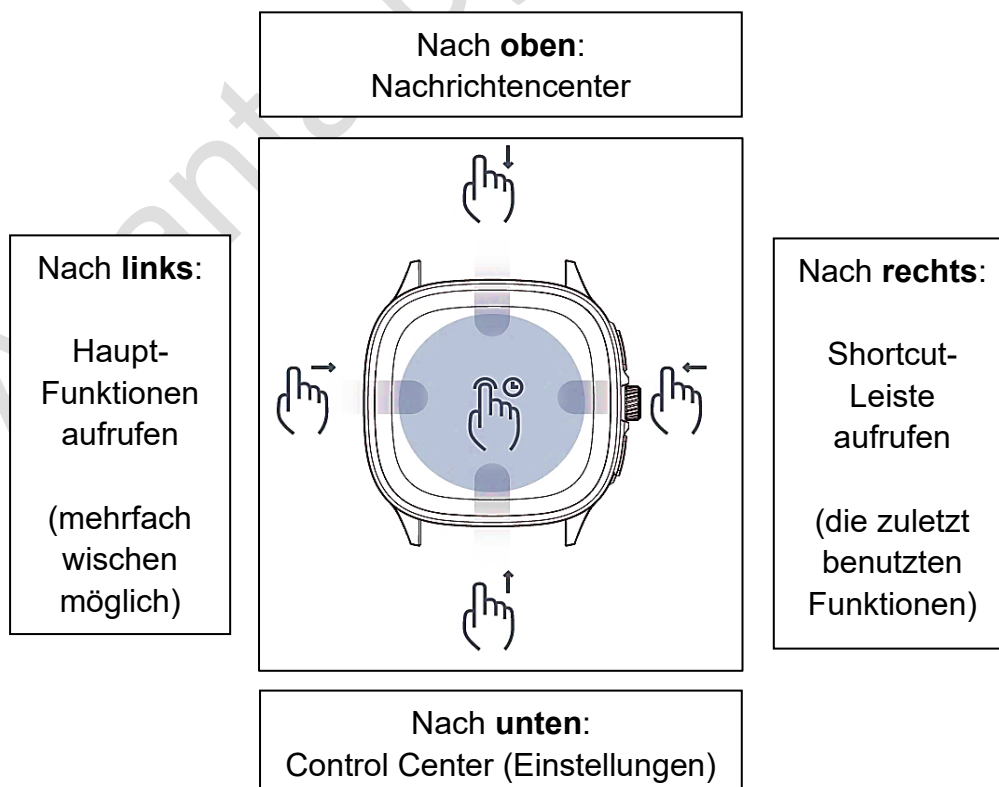 Nach oben:
Nachrichtencenter
Nach links:
Haupt-
Funktionen
aufrufen
(mehrfach
wischen
möglich)
Nach rechts:
Shortcut-
Leiste
aufrufen
(die zuletzt
benutzten
Funktionen)
Nach unten:
Control Center (Einstellungen)